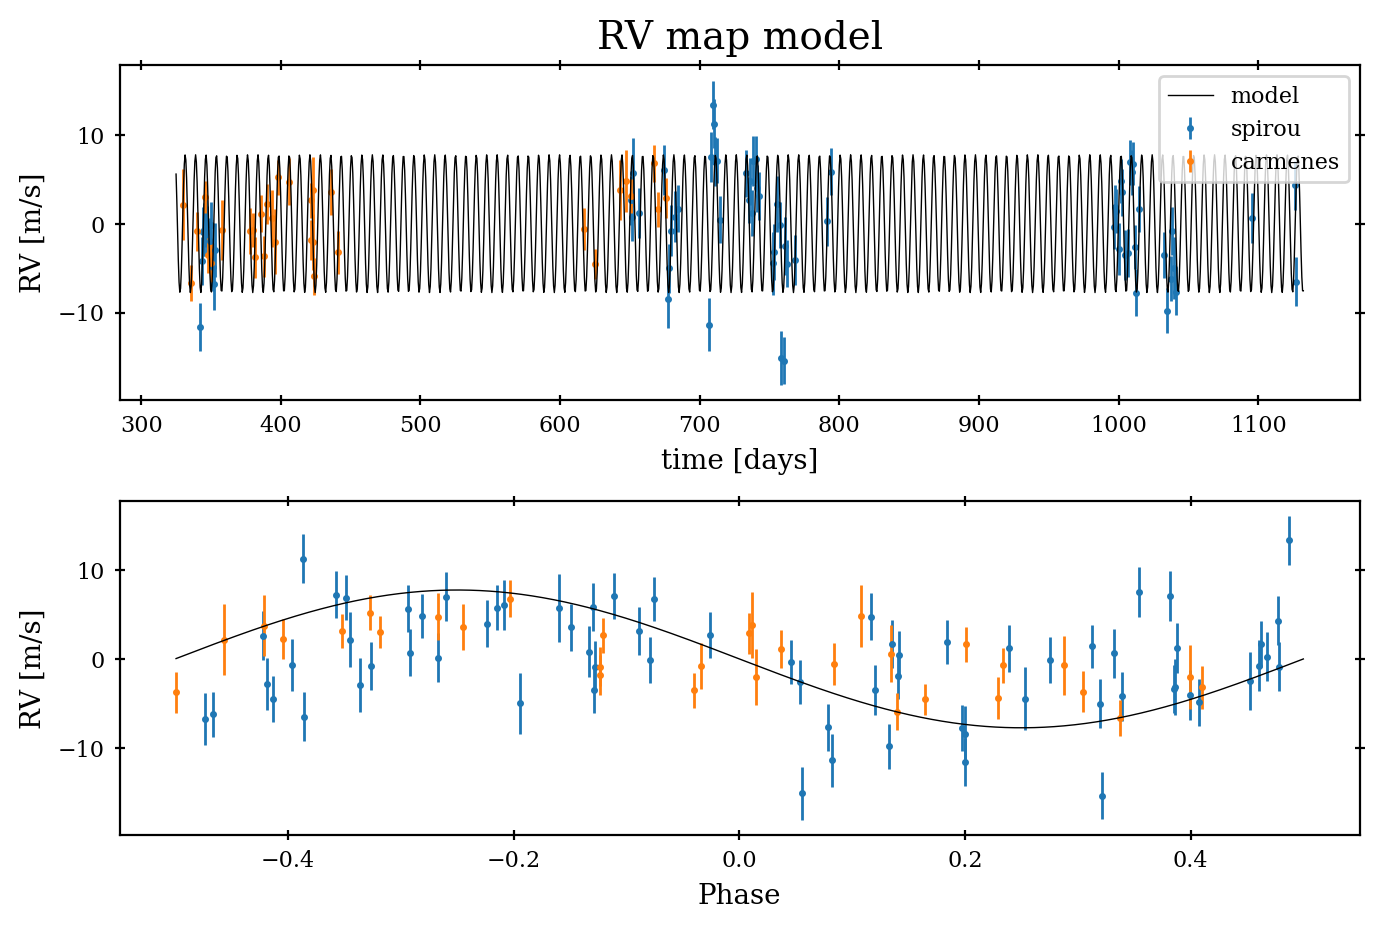 RV map model
model
spirou
carmenes
RV [m/s]
10
0
−10
300 400 500 600 700 800 900 1000 1100
time [days]
RV [m/s]
10
0
−10
−0.4 −0.2 0.0 0.2 0.4
Phase